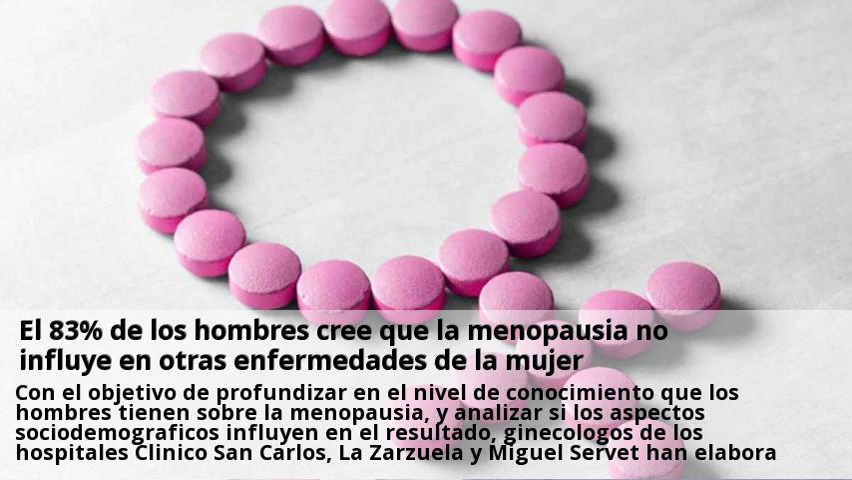 El 83% de los hombres cree que la menopausia no
influye en otras enfermedades de la mujer
Con el objetivo de profundizar en el nivel de conocimiento que los
hombres tienen sobre la menopausia, y analizar si los aspectos
sociodemograficos influyen en el resultado, ginecologos de los
hospitales Clinico San Carlos, La Zarzuela y Miguel Servet han elabora